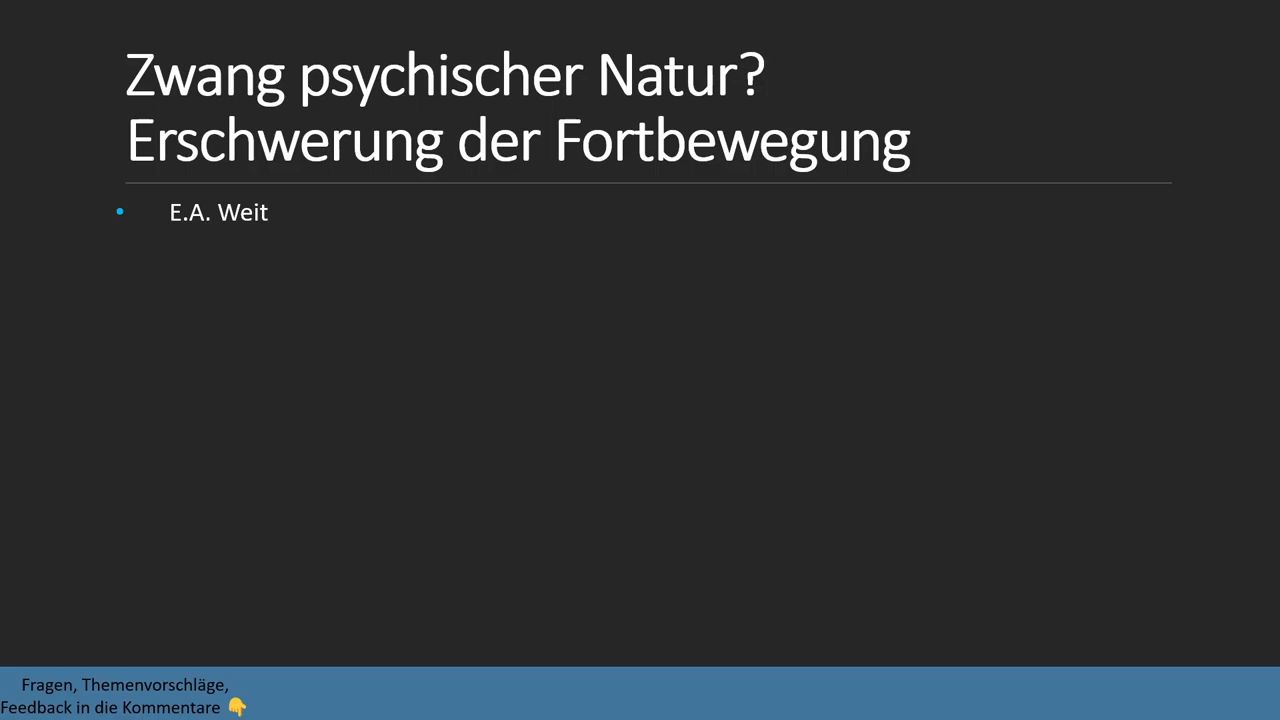 Zwang psychischer Natur?
Erschwerung der Fortbewegung
• E.A. Weit
Fragen, Themenvorschläge,
Feedback in die Kommentare 👇